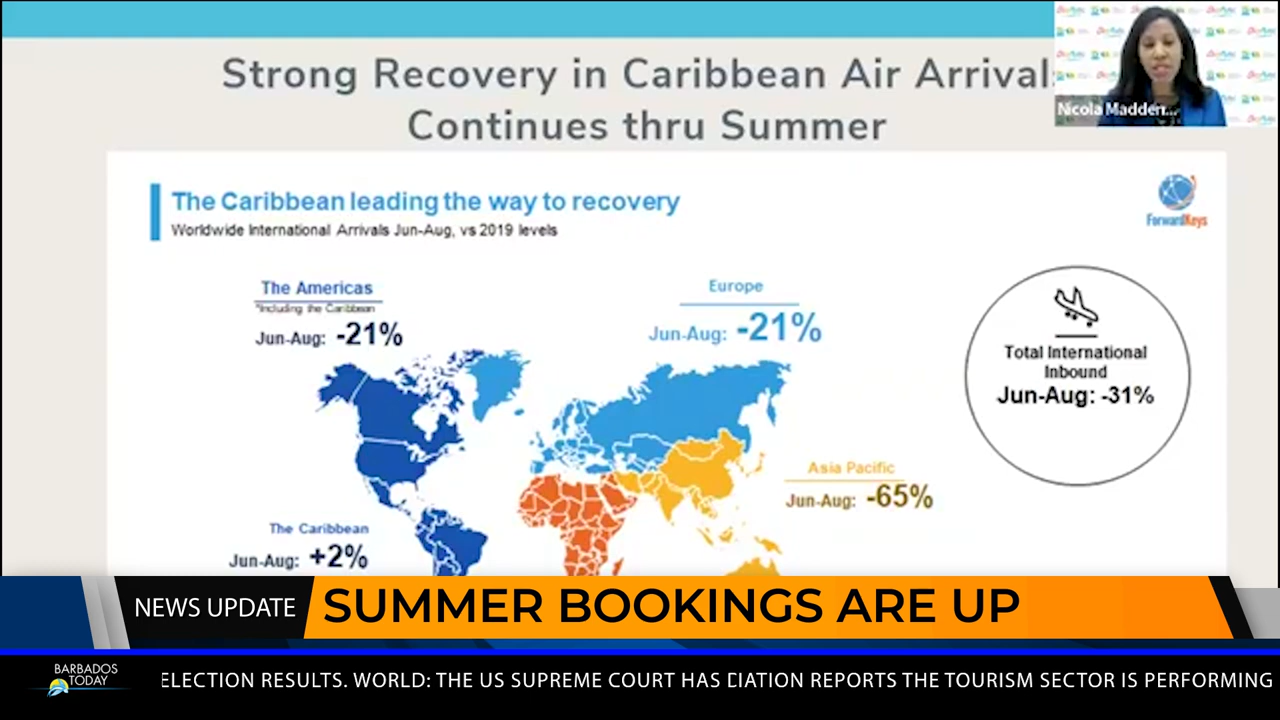 Strong Recovery in Caribbean Air Arrivals
Continues thru Summer
Nicola Madden...
The Caribbean leading the way to recovery
Worldwide International Arrivals Jun-Aug, vs 2019 levels
ForwardKeys
The Americas
*Including the Caribbean
Jun-Aug: -21%
Europe
Jun-Aug: -21%
Total International
Inbound
Jun-Aug: -31%
Asia Pacific
Jun-Aug: -65%
The Caribbean
Jun-Aug: +2%
NEWS UPDATE
SUMMER BOOKINGS ARE UP
BARBADOS
TODAY
ELECTION RESULTS. WORLD: THE US SUPREME COURT HAS
CIATION REPORTS THE TOURISM SECTOR IS PERFORMING